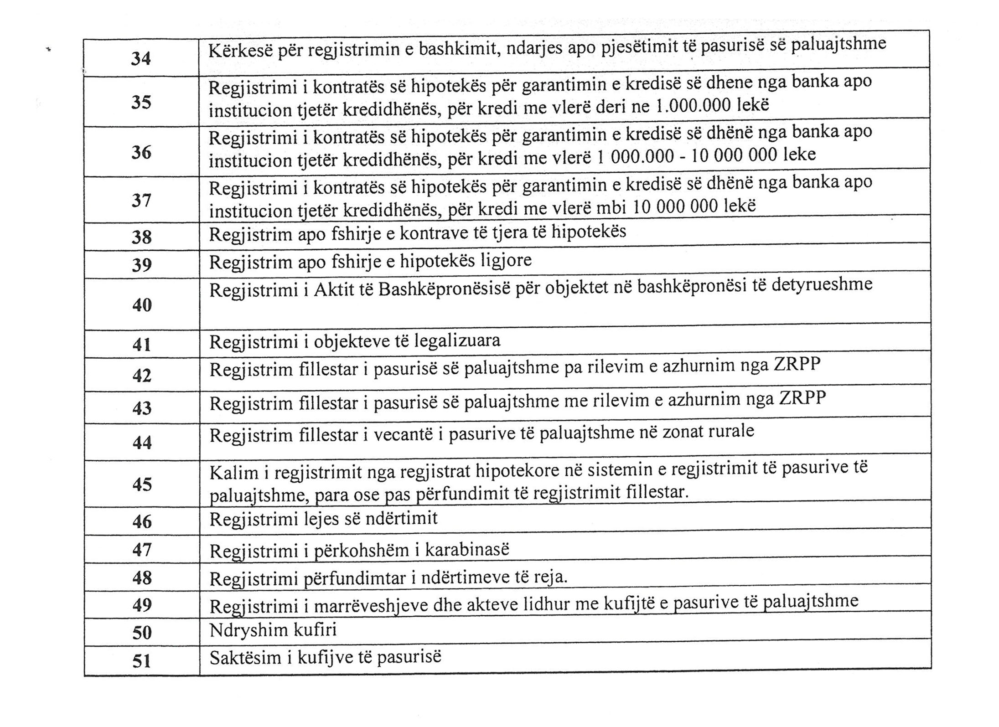 34 Kërkesë për regjistrimin e bashkimit, ndarjes apo pjesëtimit të pasurisë së paluajtshme
35 Regjistrimi i kontratës së hipotekës për garantimin e kredisë së dhene nga banka apo
institucion tjetër kredidhënës, për kredi me vlerë deri ne 1.000.000 lekë
36 Regjistrimi i kontratës së hipotekës për garantimin e kredisë së dhënë nga banka apo
institucion tjetër kredidhënës, për kredi me vlerë 1 000.000 - 10 000 000 leke
37 Regjistrimi i kontratës së hipotekës për garantimin e kredisë së dhënë nga banka apo
institucion tjetër kredidhënës, për kredi me vlerë mbi 10 000 000 lekë
38 Regjistrim apo fshirje e kontrave të tjera të hipotekës
39 Regjistrim apo fshirje e hipotekës ligjore
40 Regjistrimi i Aktit të Bashkëpronësisë për objektet në bashkëpronësi të detyrueshme
41 Regjistrimi i objekteve të legalizuara
42 Regjistrim fillestar i pasurisë së paluajtshme pa rilevim e azhurnim nga ZRPP
43 Regjistrim fillestar i pasurisë së paluajtshme me rilevim e azhurnim nga ZRPP
44 Regjistrim fillestar i vecantë i pasurive të paluajtshme në zonat rurale
45 Kalim i regjistrimit nga regjistrat hipotekore në sistemin e regjistrimit të pasurive të
paluajtshme, para ose pas përfundimit të regjistrimit fillestar.
46 Regjistrimi lejes së ndërtimit
47 Regjistrimi i përkohshëm i karabinasë
48 Regjistrimi përfundimtar i ndërtimeve të reja.
49 Regjistrimi i marrëveshjeve dhe akteve lidhur me kufijtë e pasurive të paluajtshme
50 Ndryshim kufiri
51 Saktësim i kufijve të pasurisë